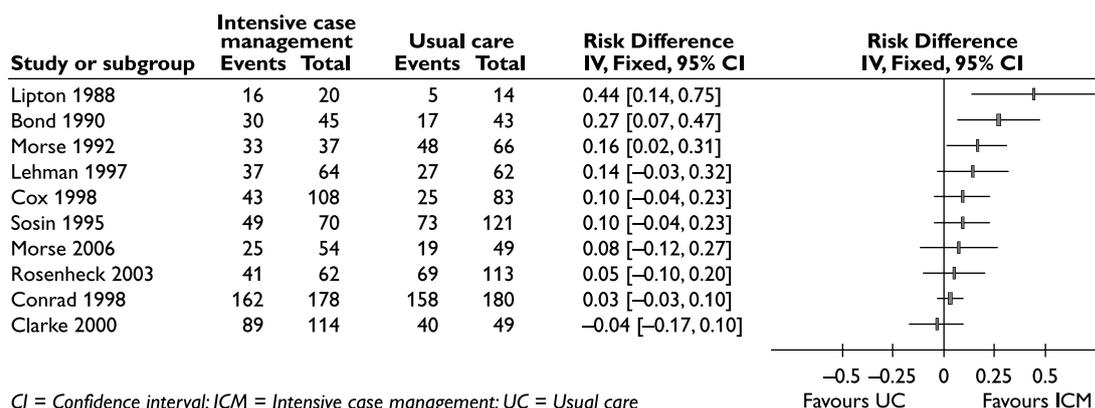 Intensive case
management Usual care Risk Difference Risk Difference
Study or subgroup Events Total Events Total IV, Fixed, 95% CI IV, Fixed, 95% CI
Lipton 1988 16 20 5 14 0.44 [0.14, 0.75]
Bond 1990 30 45 17 43 0.27 [0.07, 0.47]
Morse 1992 33 37 48 66 0.16 [0.02, 0.31]
Lehman 1997 37 64 27 62 0.14 [–0.03, 0.32]
Cox 1998 43 108 25 83 0.10 [–0.04, 0.23]
Sosin 1995 49 70 73 121 0.10 [–0.04, 0.23]
Morse 2006 25 54 19 49 0.08 [–0.12, 0.27]
Rosenheck 2003 41 62 69 113 0.05 [–0.10, 0.20]
Conrad 1998 162 178 158 180 0.03 [–0.03, 0.10]
Clarke 2000 89 114 40 49 –0.04 [–0.17, 0.10]
–0.5 –0.25 0 0.25 0.5
Favours UC Favours ICM
CI = Confidence interval; ICM = Intensive case management; UC = Usual care